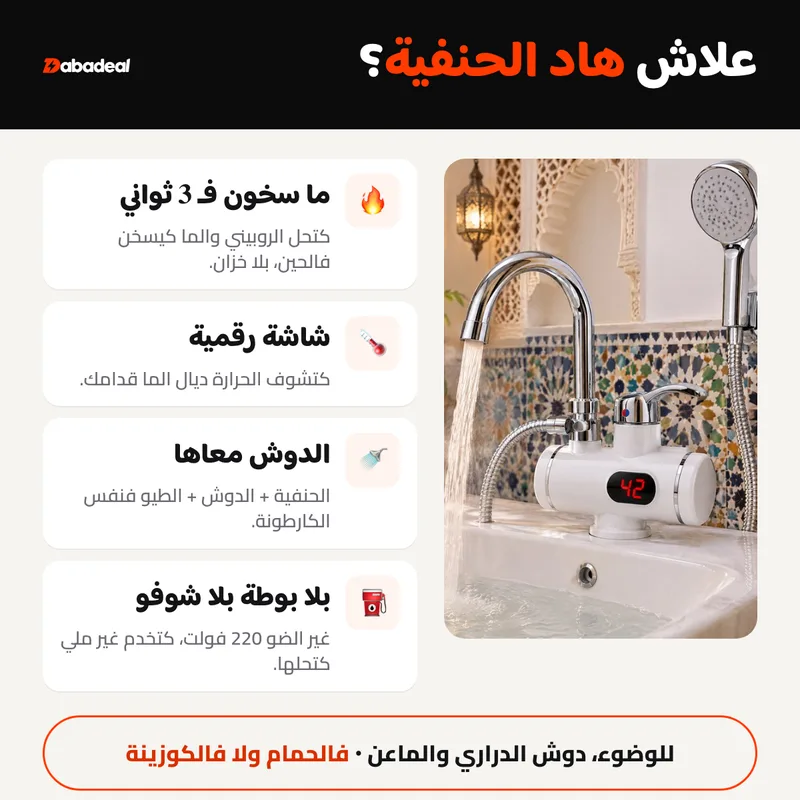 علاش هاد الحنفية؟
Dabadeal
ما سخون فـ 3 ثواني
كتحل الروبيني والما كيسخن
فالحين، بلا خزان.
شاشة رقمية
كتشوف الحرارة ديال الما قدامك.
الدوش معاها
الحنفية + الدوش + الطيو فنفس
الكارطونة.
بلا بوطة بلا شوفو
غير الضو 220 فولت، كتخدم غير ملي
كتحلها.
42
للوضوء، دوش الدراري والماعن · فالحمام ولا فالكوزينة